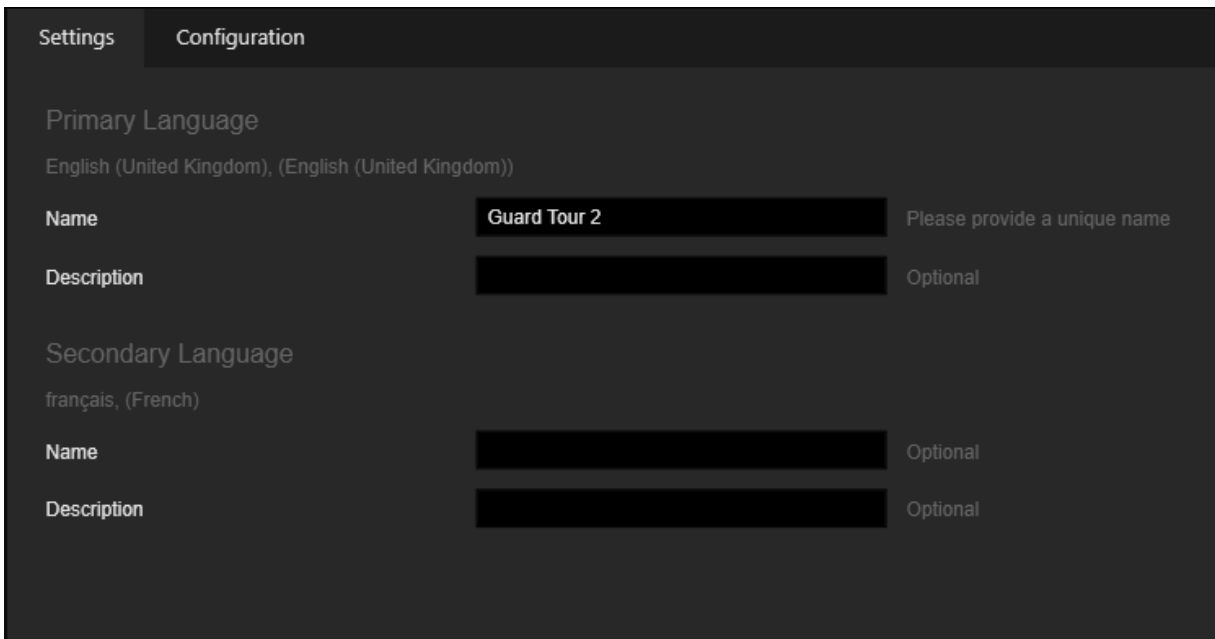 Settings Configuration
Primary Language
English (United Kingdom), (English (United Kingdom))
Name Guard Tour 2 Please provide a unique name
Description Optional
Secondary Language
français, (French)
Name Optional
Description Optional